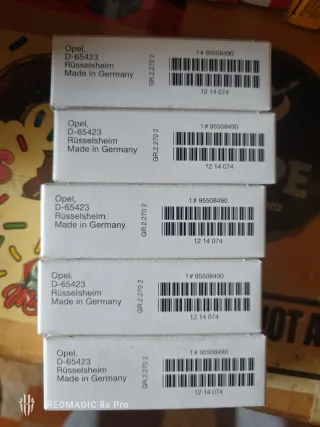 Opel,
D-65423
Rüsselsheim
Made in Germany
GR.2.270 2
1 # 95508490
12 14 074
Opel,
D-65423
Rüsselsheim
Made in Germany
GR.2.270 2
1 # 95508490
12 14 074
Opel,
D-65423
Rüsselsheim
Made in Germany
GR.2.270 2
1 # 95508490
12 14 074
Opel,
D-65423
Rüsselsheim
Made in Germany
GR.2.270 2
1 # 95508490
12 14 074
NOT A
Opel,
D-65423
Rüsselsheim
Made in Germany
GR.2.270 2
1 # 95508490
12 14 074
REDMAGIC 8s Pro